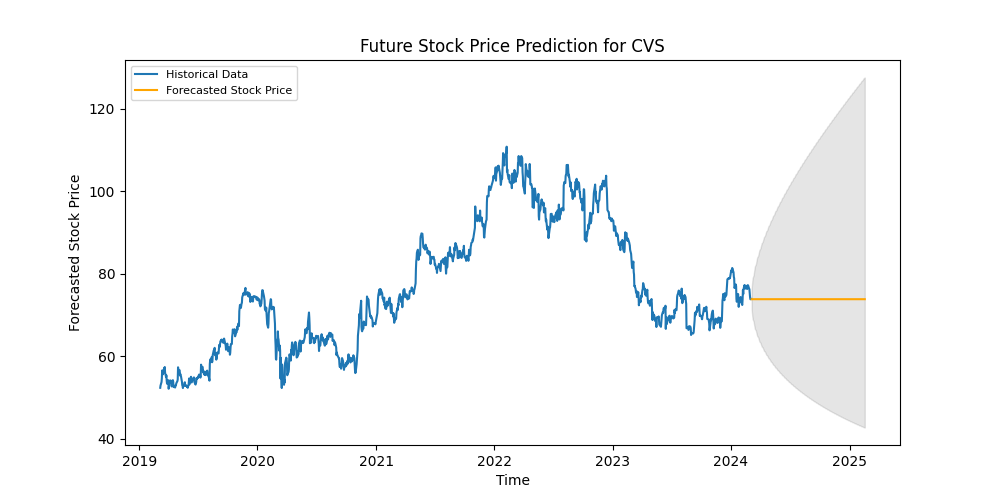 Future Stock Price Prediction for CVS
Historical Data
Forecasted Stock Price
120
100
80
60
40
Forecasted Stock Price
2019
2020
2021
2022
2023
2024
2025
Time